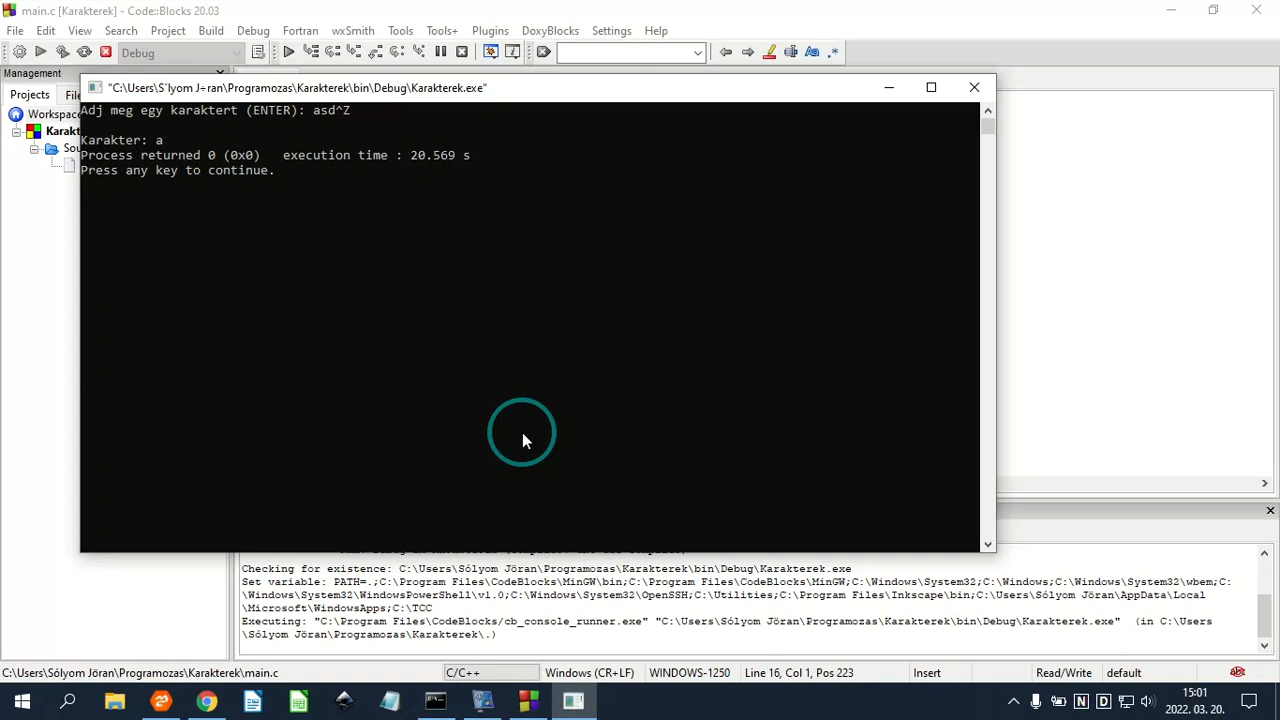 main.c [Karakterek] - Code::Blocks 20.03
File Edit View Search Project Build Debug Fortran wxSmith Tools Tools+ Plugins DoxyBlocks Settings Help
Debug
Management
Projects
Workspace
"C:\Users\S`lyom J÷ran\Programozas\Karakterek\bin\Debug\Karakterek.exe"
Adj meg egy karaktert (ENTER): asd^Z
Karakter: a
Process returned 0 (0x0)   execution time : 20.569 s
Press any key to continue.
Checking for existence: C:\Users\Sólyom Jöran\Programozas\Karakterek\bin\Debug\Karakterek.exe
Set variable: PATH=.;C:\Program Files\CodeBlocks\MinGW\bin;C:\Program Files\CodeBlocks\MinGW;C:\Windows\System32;C:\Windows;C:\Windows\System32\wbem;C:
\Windows\System32\WindowsPowerShell\v1.0;C:\Windows\System32\OpenSSH;C:\Utilities;C:\Program Files\Inkscape\bin;C:\Users\Sólyom Jöran\AppData\Local
\Microsoft\WindowsApps;C:\TCC
Executing: "C:\Program Files\CodeBlocks/cb_console_runner.exe" "C:\Users\Sólyom Jöran\Programozas\Karakterek\bin\Debug\Karakterek.exe"  (in C:\Users
\Sólyom Jöran\Programozas\Karakterek\.)
C:\Users\Sólyom Jöran\Programozas\Karakterek\main.c C/C++ Windows (CR+LF) WINDOWS-1250 Line 16, Col 1, Pos 223 Insert Read/Write default
15:01
2022. 03. 20.